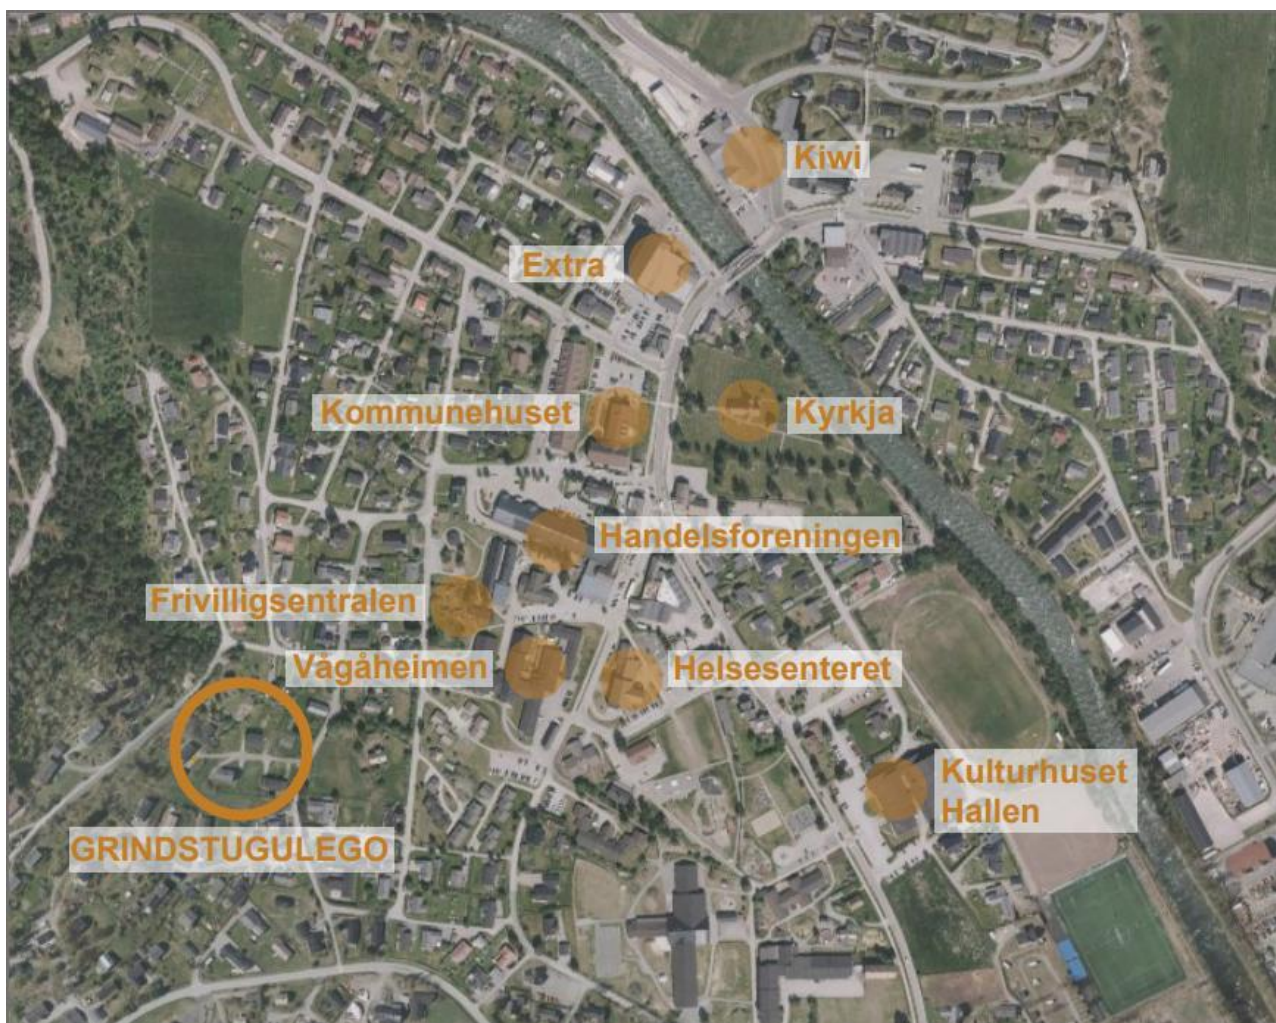 Kiwi
Extra
Kommunehuset
Kyrkja
Handelsforeningen
Frivilligsentralen
Vågåheimen
Helsesenteret
Kulturhuset
Hallen
GRINDSTUGULEGO